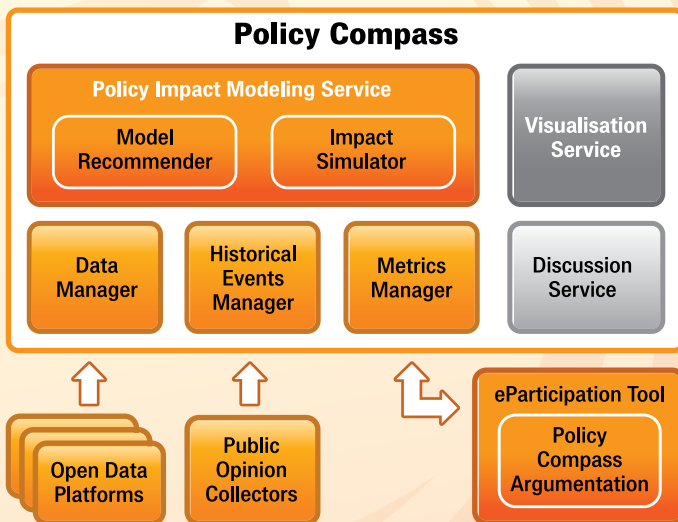 Policy Compass
Policy Impact Modeling Service
Model
Recommender
Impact
Simulator
Visualisation
Service
Data
Manager
Historical
Events
Manager
Metrics
Manager
Discussion
Service
Open Data
Platforms
Public
Opinion
Collectors
eParticipation Tool
Policy
Compass
Argumentation